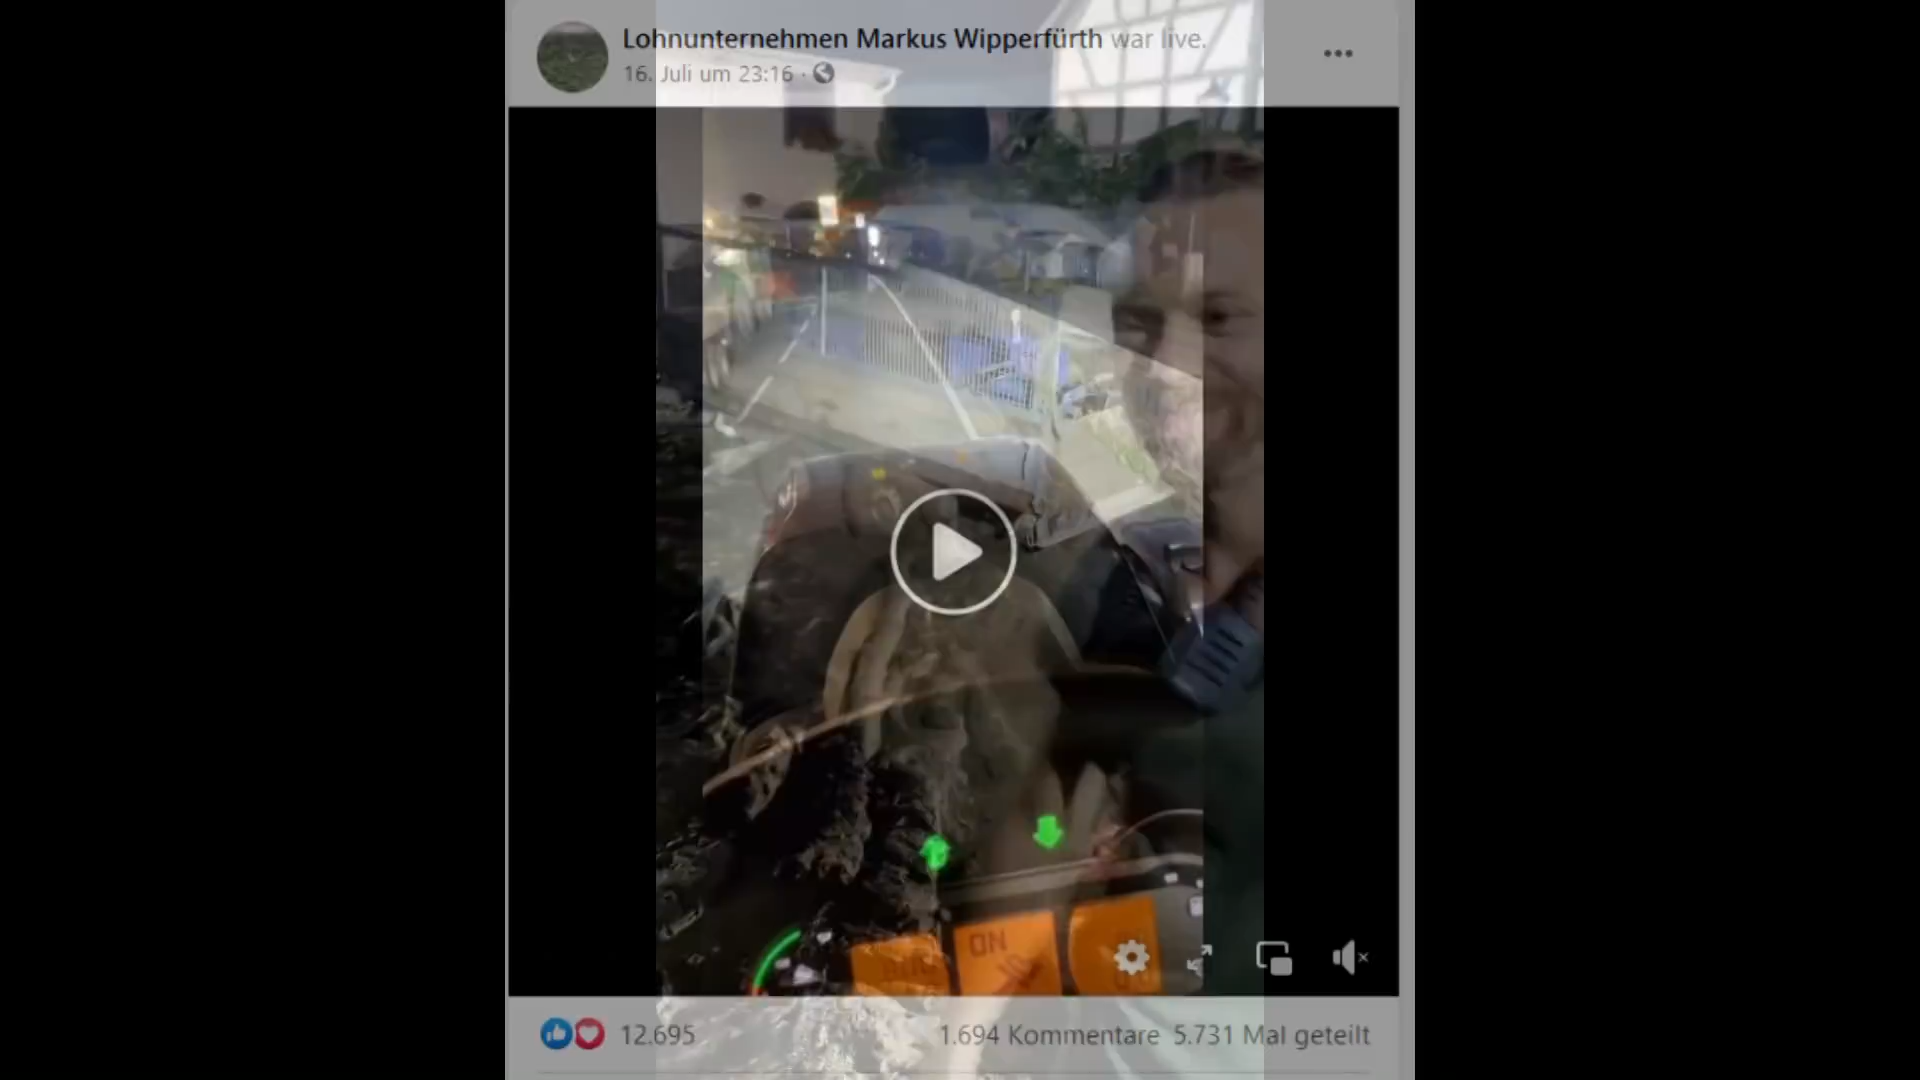 Lohnunternehmen Markus Wipperfürth war live.
16. Juli um 23:16 ·
ON
12.695
1.694 Kommentare 5.731 Mal geteilt